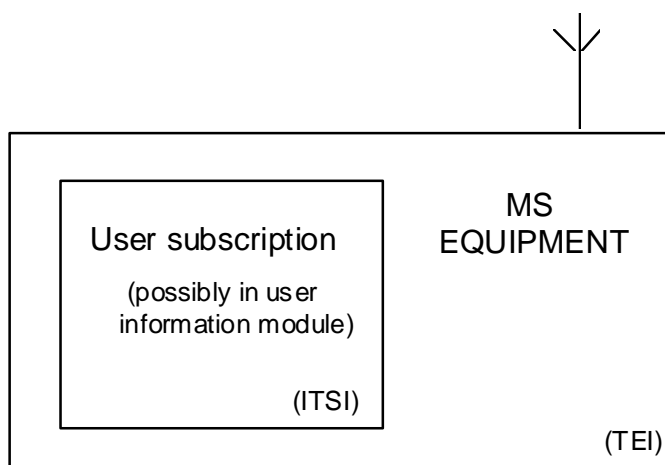 User subscription
(possibly in user
information module)
(ITSI)
MS
EQUIPMENT
(TEI)